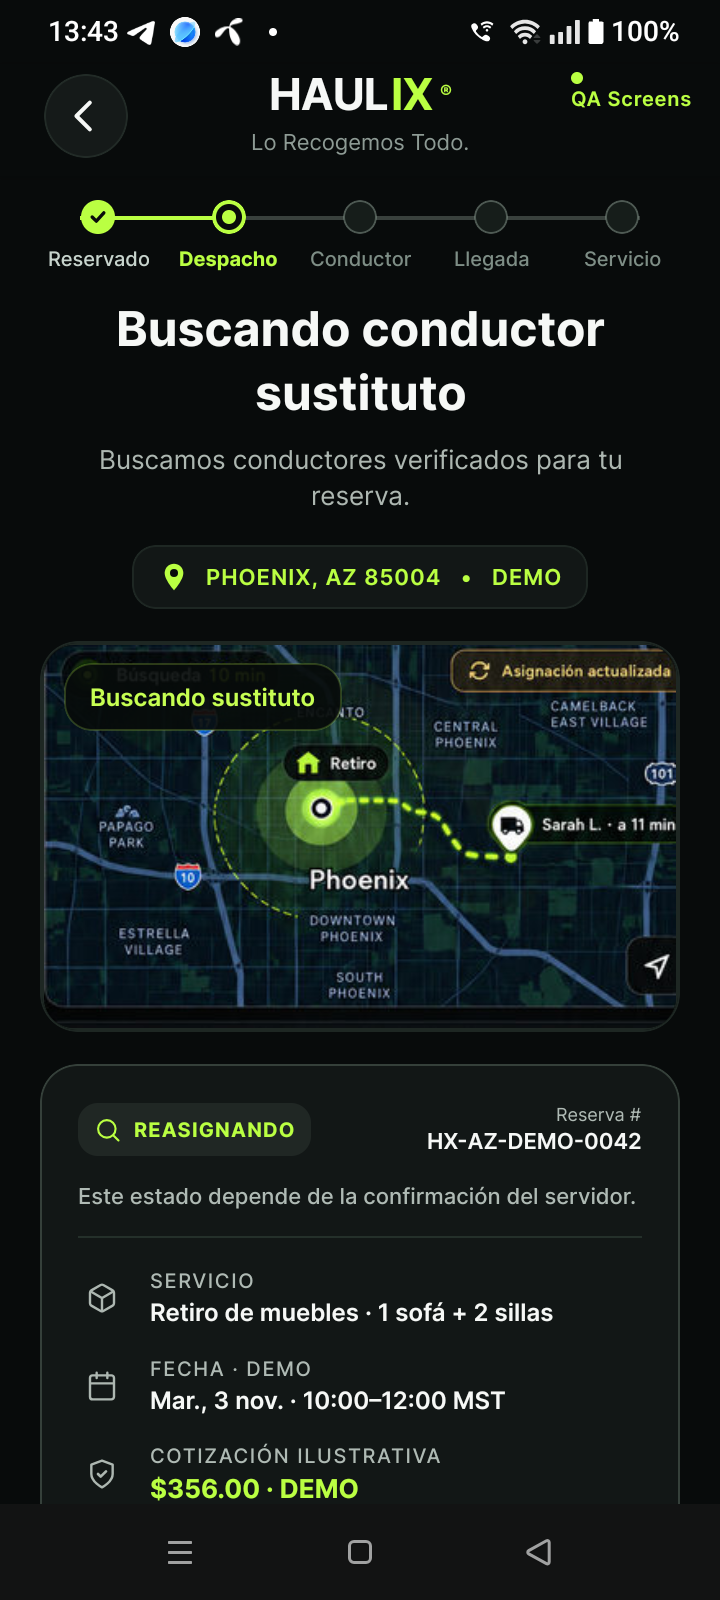 13:43
100%
HAULIX®
QA Screens
Lo Recogemos Todo.
Reservado
Despacho
Conductor
Llegada
Servicio
Buscando conductor
sustituto
Buscamos conductores verificados para tu
reserva.
PHOENIX, AZ 85004 • DEMO
Búsqueda 10 min
Asignación actualizada
Buscando sustituto
17
CAMELBACK
EAST VILLAGE
CENTRAL
PHOENIX
Retiro
101
PAPAGO
PARK
Sarah L. · a 11 min
10
Phoenix
DOWNTOWN
PHOENIX
ESTRELLA
VILLAGE
SOUTH
PHOENIX
REASIGNANDO
Reserva #
HX-AZ-DEMO-0042
Este estado depende de la confirmación del servidor.
SERVICIO
Retiro de muebles · 1 sofá + 2 sillas
FECHA · DEMO
Mar., 3 nov. · 10:00–12:00 MST
COTIZACIÓN ILUSTRATIVA
$356.00 · DEMO